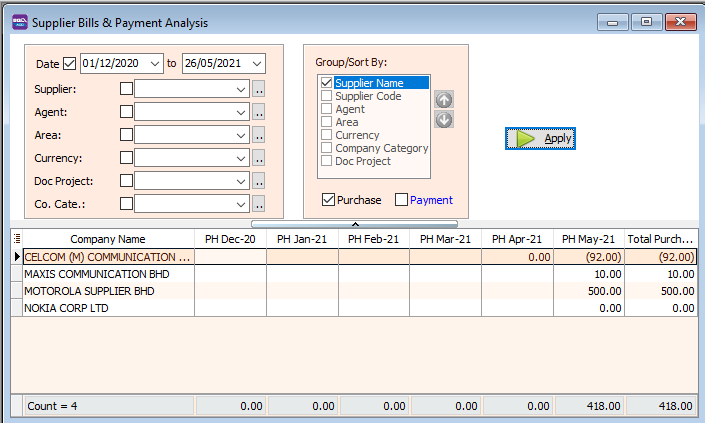 Supplier Bills & Payment Analysis
Date 01/12/2020 to 26/05/2021
Supplier:
Agent:
Area:
Currency:
Doc Project:
Co. Cate.:
Group/Sort By:
Supplier Name
Supplier Code
Agent
Area
Currency
Company Category
Doc Project
Purchase Payment
Apply
Company Name PH Dec-20 PH Jan-21 PH Feb-21 PH Mar-21 PH Apr-21 PH May-21 Total Purch...
CELCOM (M) COMMUNICATION ... 0.00 (92.00) (92.00)
MAXIS COMMUNICATION BHD 10.00 10.00
MOTOROLA SUPPLIER BHD 500.00 500.00
NOKIA CORP LTD 0.00 0.00
Count = 4 0.00 0.00 0.00 0.00 0.00 418.00 418.00